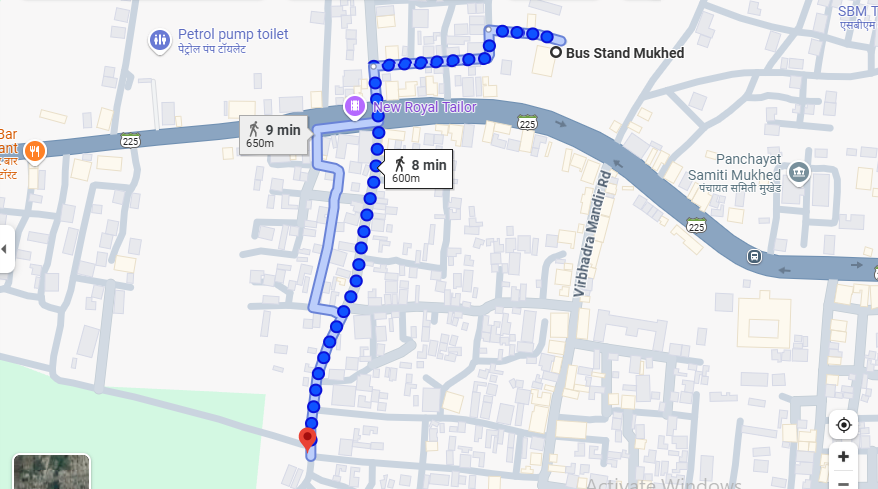 Petrol pump toilet
पेट्रोल पंप टॉयलेट
SBM T
एसबीएम
Bus Stand Mukhed
New Royal Tailor
9 min
650m
225
225
Bar
ant
8 min
600m
Panchayat
Samiti Mukhed
पंचायत समिती मुखेड
Virbhadra Mandir Rd
225
Activate Windows